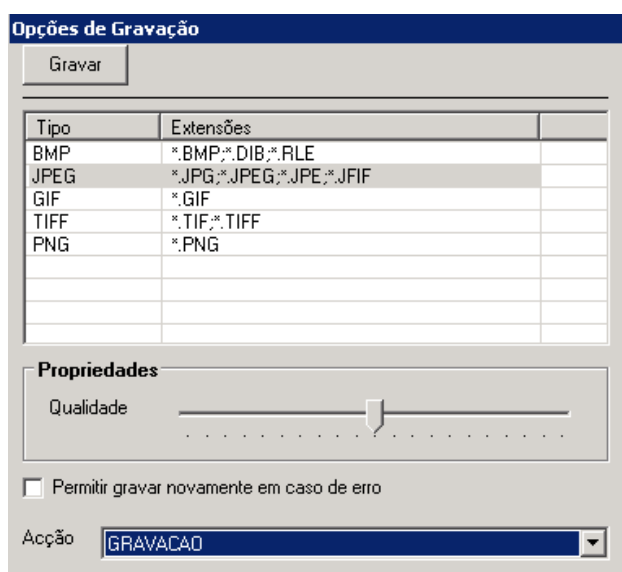 Opções de Gravação
Gravar
Tipo Extensões
BMP *.BMP;*.DIB;*.RLE
JPEG *.JPG;*.JPEG;*.JPE;*.JFIF
GIF *.GIF
TIFF *.TIF;*.TIFF
PNG *.PNG
Propriedades
Qualidade
Permitir gravar novamente em caso de erro
Acção GRAVACAO